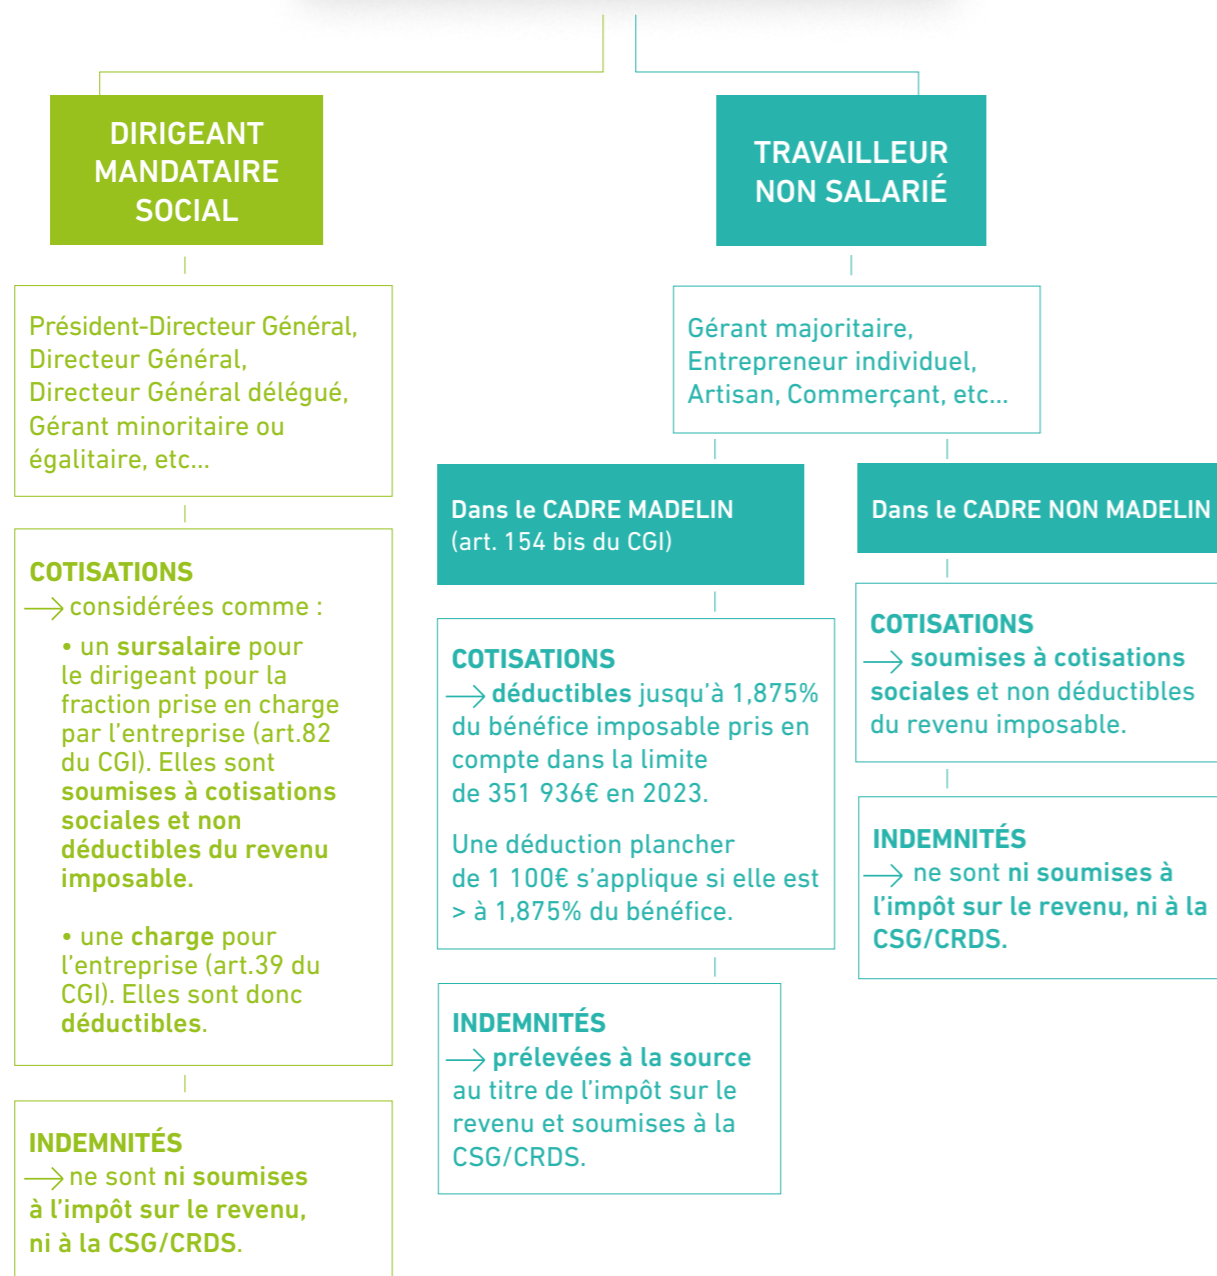 DIRIGEANT
MANDATAIRE
SOCIAL
Président-Directeur Général,
Directeur Général,
Directeur Général délégué,
Gérant minoritaire ou
égalitaire, etc...
COTISATIONS
→ considérées comme :
• un sursalaire pour
le dirigeant pour la
fraction prise en charge
par l'entreprise (art.82
du CGI). Elles sont
soumises à cotisations
sociales et non
déductibles du revenu
imposable.
• une charge pour
l'entreprise (art.39 du
CGI). Elles sont donc
déductibles.
INDEMNITÉS
→ ne sont ni soumises
à l'impôt sur le revenu,
ni à la CSG/CRDS.
TRAVAILLEUR
NON SALARIÉ
Gérant majoritaire,
Entrepreneur individuel,
Artisan, Commerçant, etc...
Dans le CADRE MADELIN
(art. 154 bis du CGI)
COTISATIONS
→ déductibles jusqu'à 1,875%
du bénéfice imposable pris en
compte dans la limite
de 351 936€ en 2023.
Une déduction plancher
de 1 100€ s'applique si elle est
> à 1,875% du bénéfice.
INDEMNITÉS
→ prélevées à la source
au titre de l'impôt sur le
revenu et soumises à la
CSG/CRDS.
Dans le CADRE NON MADELIN
COTISATIONS
→ soumises à cotisations
sociales et non déductibles
du revenu imposable.
INDEMNITÉS
→ ne sont ni soumises à
l'impôt sur le revenu, ni à la
CSG/CRDS.